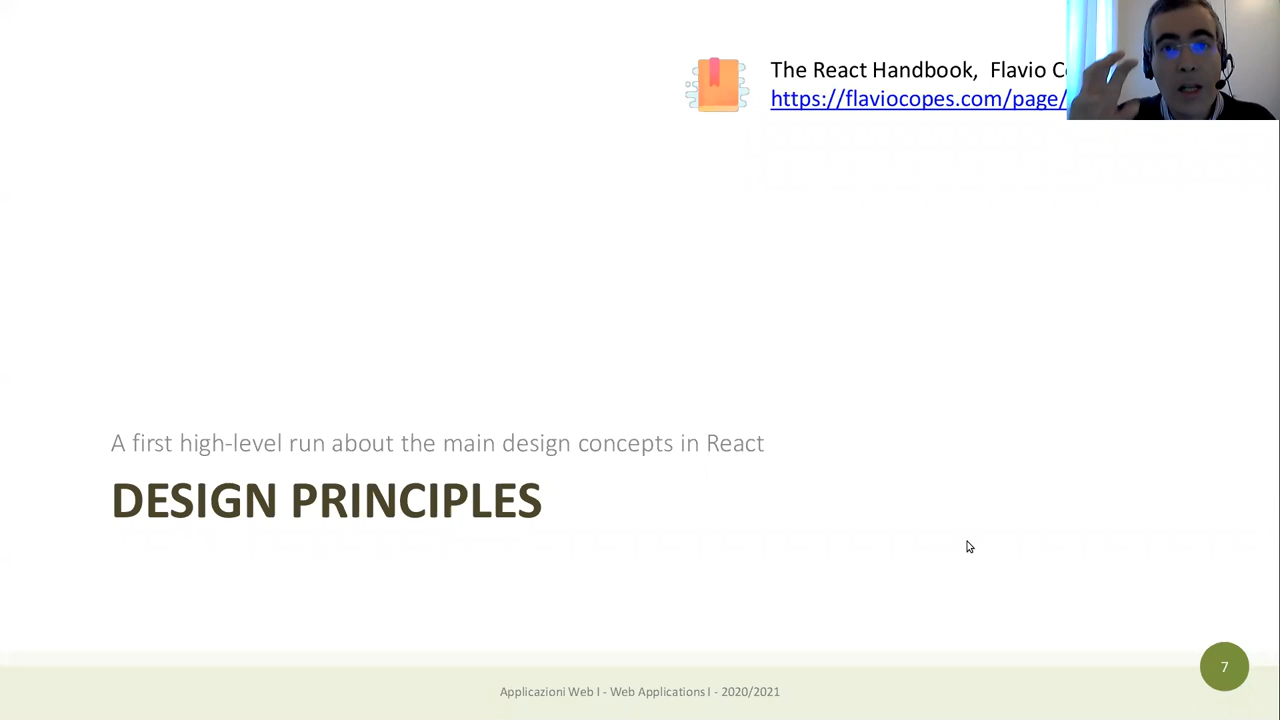 The React Handbook, Flavio
https://flaviocopes.com/page/
A first high-level run about the main design concepts in React
DESIGN PRINCIPLES
7
Applicazioni Web I - Web Applications I - 2020/2021